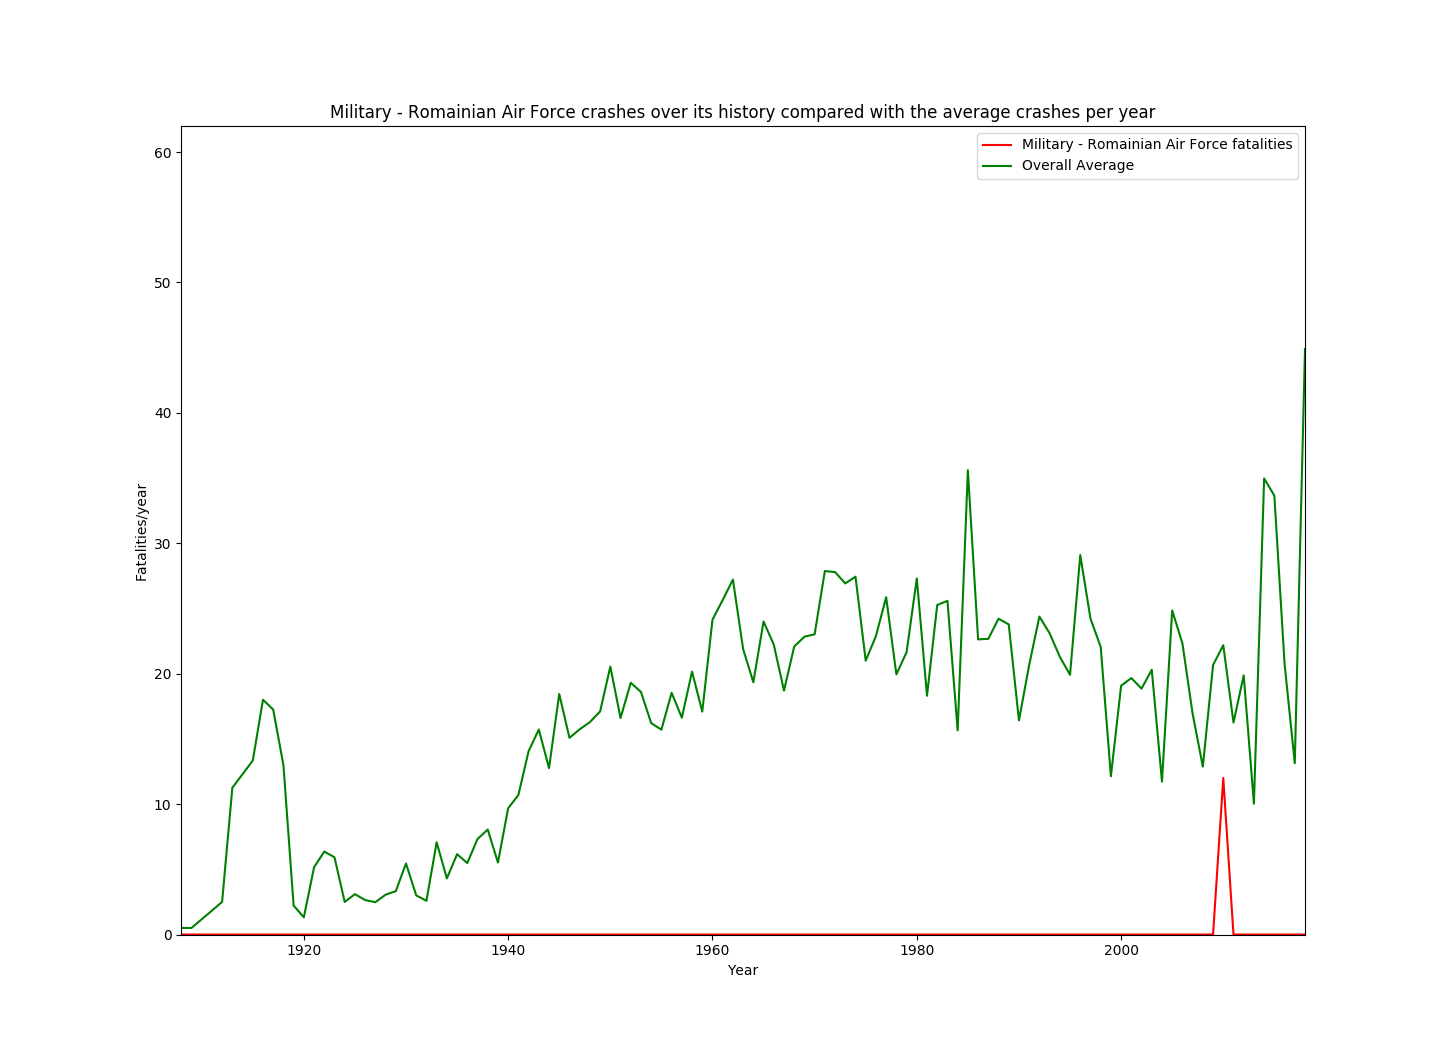 Military - Romainian Air Force crashes over its history compared with the average crashes per year
Military - Romainian Air Force fatalities
Overall Average
60
50
40
30
20
10
0
Fatalities/year
1920 1940 1960 1980 2000
Year